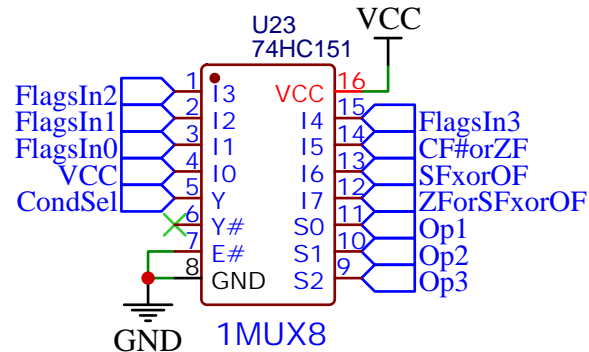 U23
74HC151
VCC
FlagsIn2 1 I3 VCC 16
FlagsIn1 2 I2 I4 15 FlagsIn3
FlagsIn0 3 I1 I5 14 CF#orZF
VCC 4 I0 I6 13 SFxorOF
CondSel 5 Y I7 12 ZForSFxorOF
6 Y# S0 11 Op1
7 E# S1 10 Op2
8 GND S2 9 Op3
GND
1MUX8